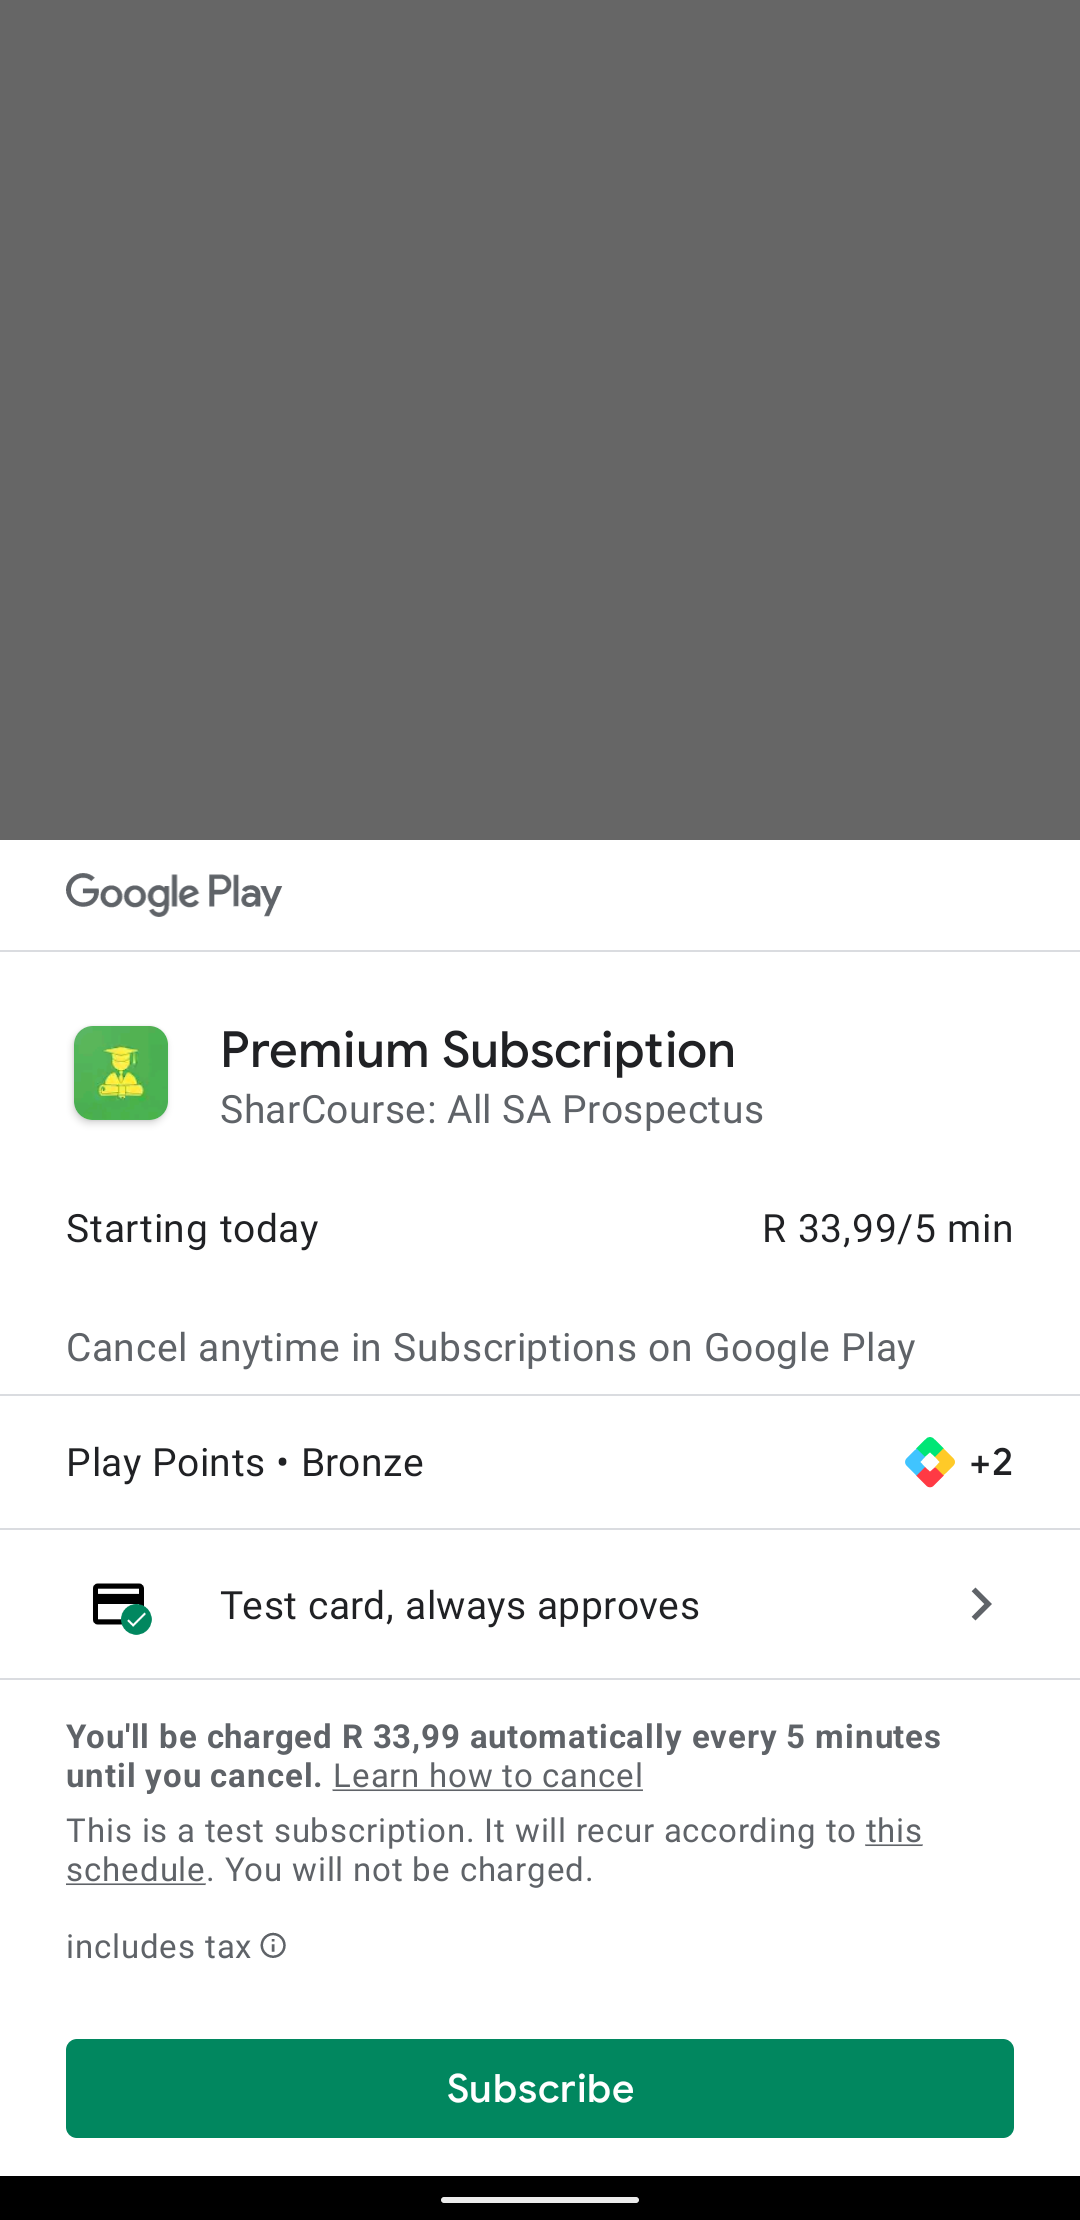 Google Play
Premium Subscription
SharCourse: All SA Prospectus
Starting today R 33,99/5 min
Cancel anytime in Subscriptions on Google Play
Play Points • Bronze +2
Test card, always approves
You'll be charged R 33,99 automatically every 5 minutes
until you cancel. Learn how to cancel
This is a test subscription. It will recur according to this
schedule. You will not be charged.
includes tax
Subscribe